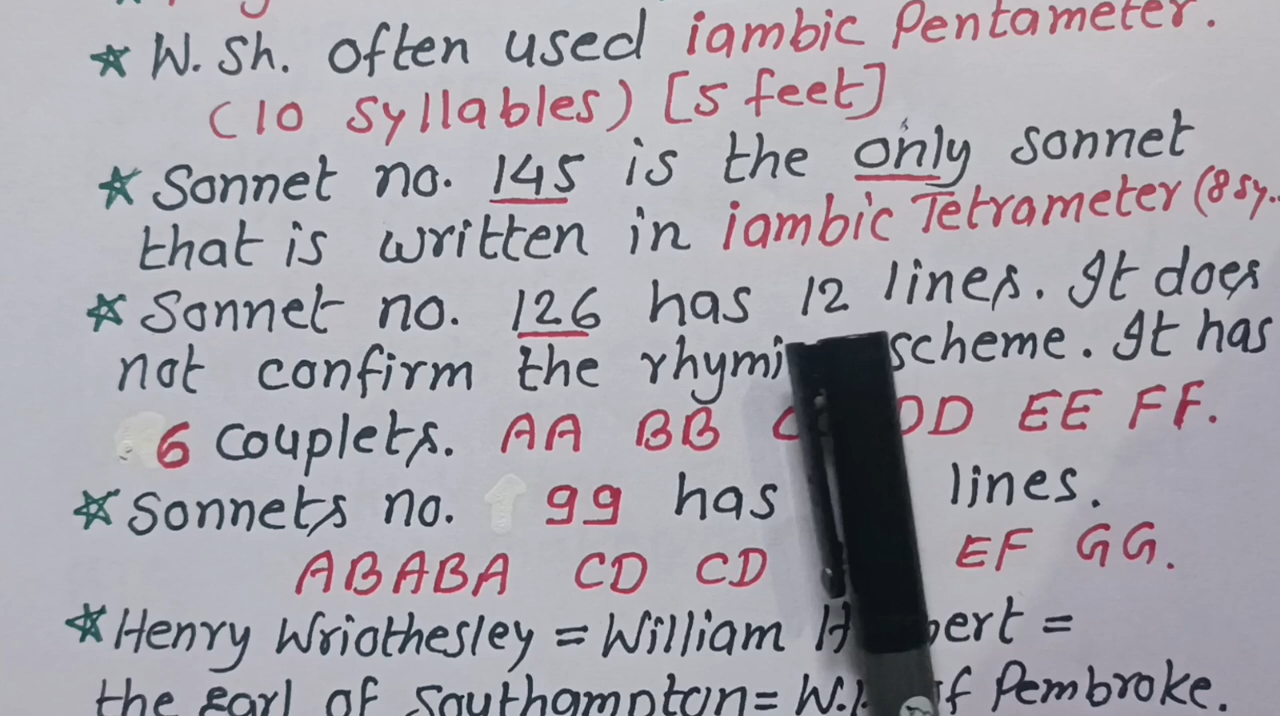 * W. Sh. often used iambic Pentameter.
(10 Syllables) [5 feet]
* Sonnet no. 145 is the only sonnet
that is written in iambic Tetrameter (8 sy.
* Sonnet no. 126 has 12 lines. It does
not confirm the scheme. It has
6 couplets. AA BB DD EE FF.
* Sonnets no. 99 has lines.
ABABA CD CD EF GG.
* Henry Wriothesley = William =
the Earl of Southampton = of Pembroke.